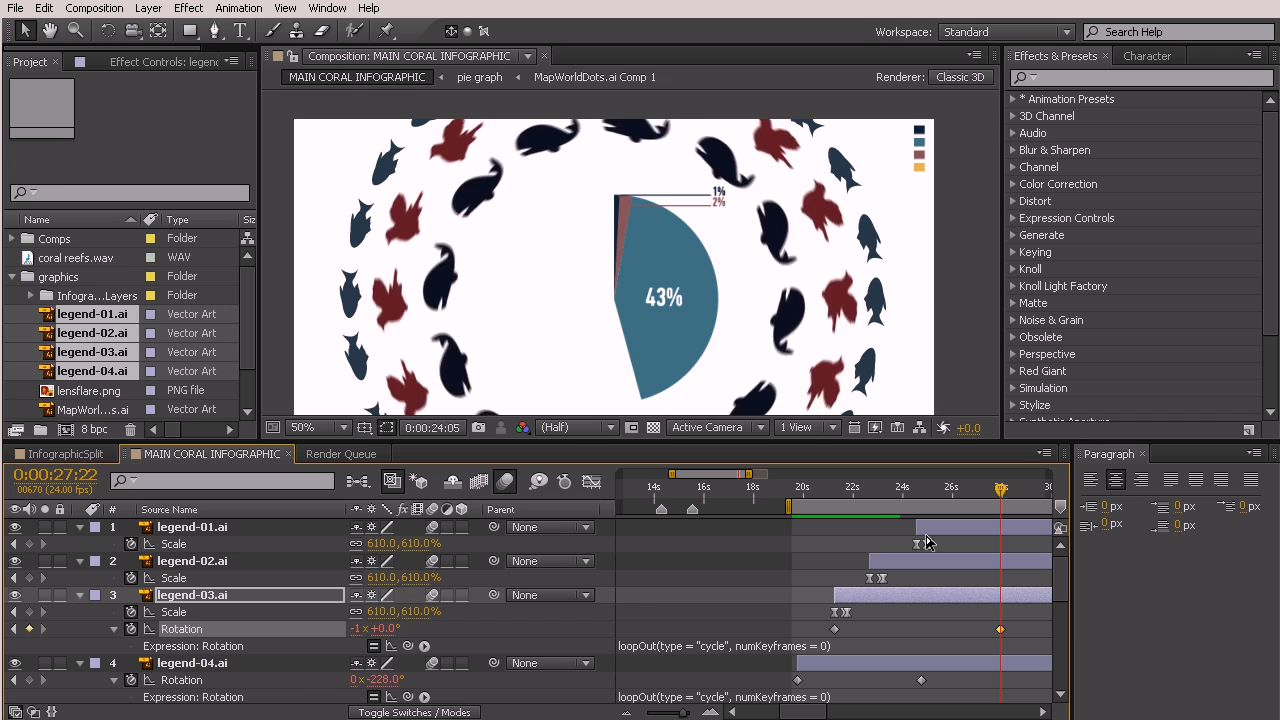 File Edit Composition Layer Effect Animation View Window Help
Workspace: Standard Search Help
Project × Effect Controls: legend
Composition: MAIN CORAL INFOGRAPHIC ×
Effects & Presets × Character
MAIN CORAL INFOGRAPHIC pie graph MapWorldDots.ai Comp 1 Renderer: Classic 3D
* Animation Presets
3D Channel
Audio
Blur & Sharpen
Channel
Color Correction
Distort
Expression Controls
Generate
Keying
Knoll
Knoll Light Factory
Matte
Noise & Grain
Obsolete
Perspective
Red Giant
Simulation
Stylize
Name Type Siz
Comps Folder
coral reefs.wav WAV
graphics Folder
Infogra...Layers Folder
legend-01.ai Vector Art
legend-02.ai Vector Art
legend-03.ai Vector Art
legend-04.ai Vector Art
lensflare.png PNG file
MapWorl...s.ai Vector Art
8 bpc
1%
2%
43%
50% 0:00:24:05 (Half) Active Camera 1 View +0.0
InfographicSplit MAIN CORAL INFOGRAPHIC × Render Queue
Paragraph ×
0:00:27:22
00670 (24.00 fps)
14s 16s 18s 20s 22s 24s 26s 30
# Source Name Parent
1 legend-01.ai None
Scale 610.0,610.0%
2 legend-02.ai None
Scale 610.0,610.0%
3 legend-03.ai None
Scale 610.0,610.0%
Rotation -1x+0.0°
Expression: Rotation loopOut(type = "cycle", numKeyframes = 0)
4 legend-04.ai None
Rotation 0x-228.0°
Expression: Rotation loopOut(type = "cycle", numKeyframes = 0)
Toggle Switches / Modes
0 px 0 px 0 px
0 px 0 px